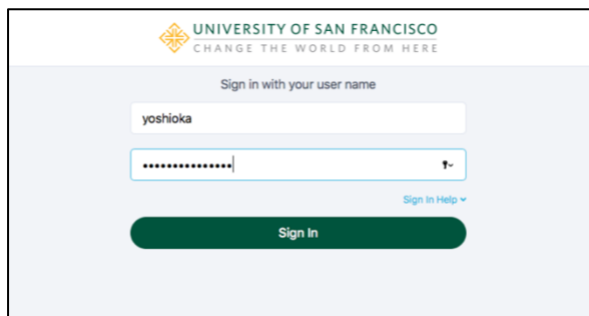 UNIVERSITY OF SAN FRANCISCO
CHANGE THE WORLD FROM HERE
Sign in with your user name
yoshioka
•••••••••••••••
Sign In Help
Sign In